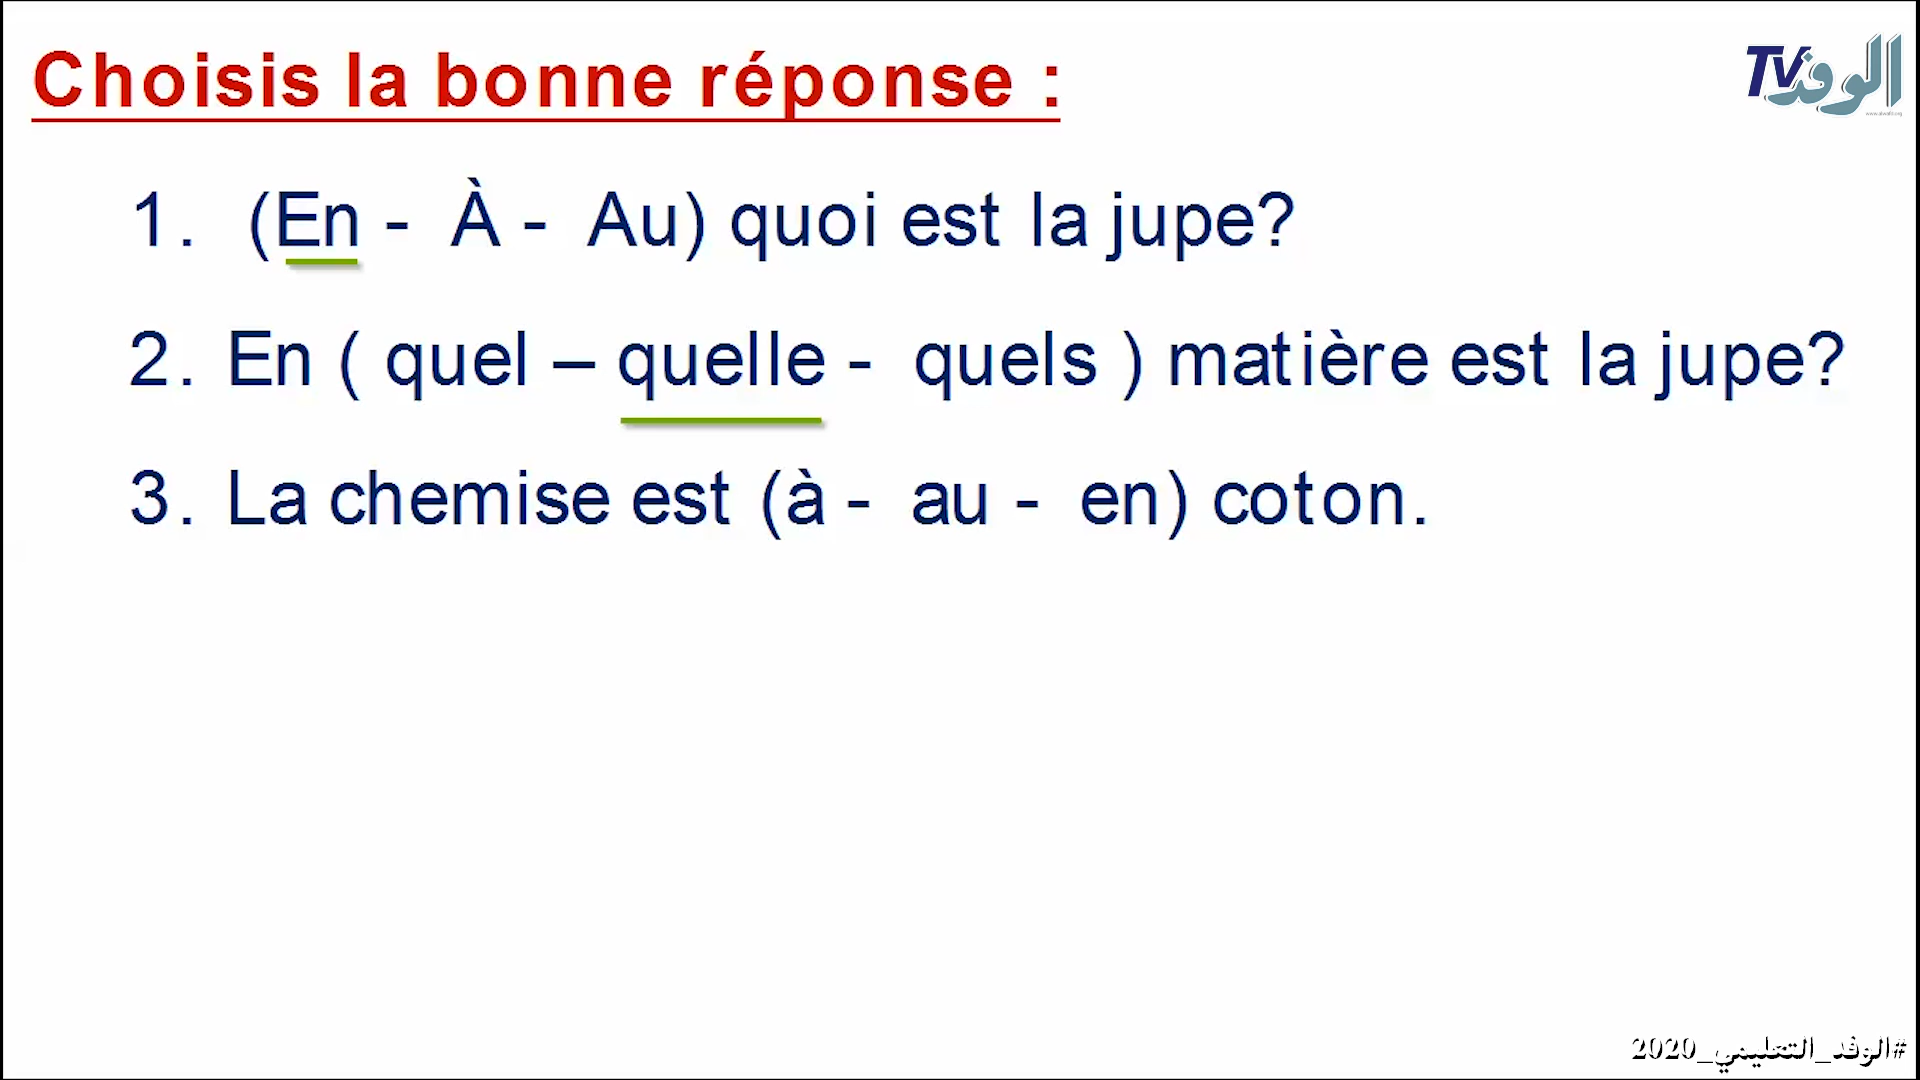 Choisis la bonne réponse :
الوفد TV
1. (En - À - Au) quoi est la jupe?
2. En ( quel – quelle - quels ) matière est la jupe?
3. La chemise est (à - au - en) coton.
#الوفد_التعليمي_2020